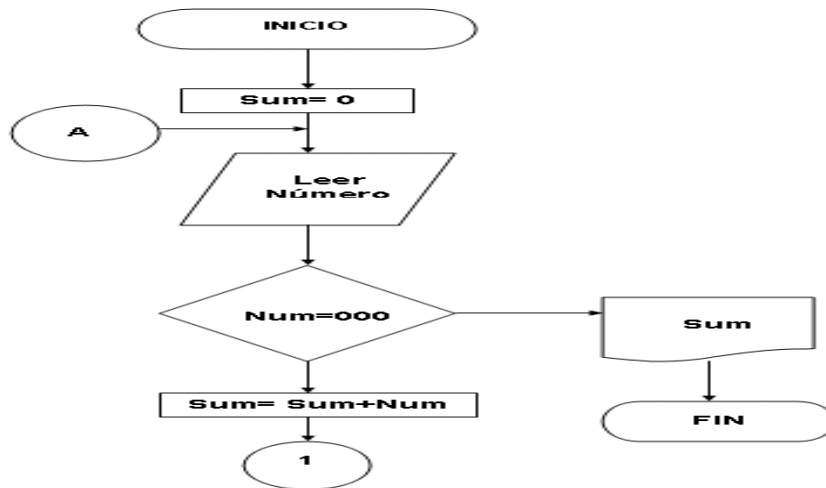 INICIO
Sum= 0
A
Leer
Número
Num=000
Sum
Sum= Sum+Num
FIN
1